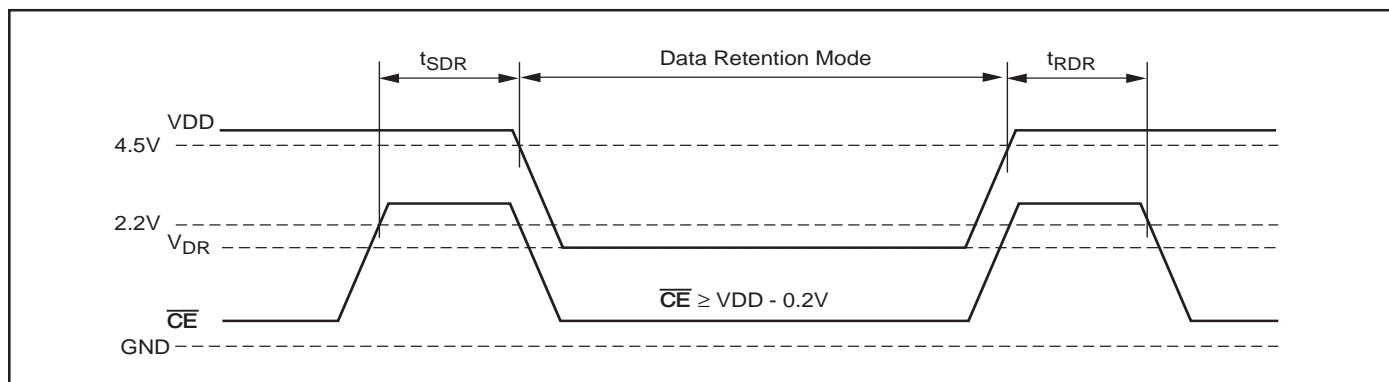 tSDR Data Retention Mode tRDR
VDD
4.5V
2.2V
VDR
CE ≥ VDD - 0.2V
CE
GND